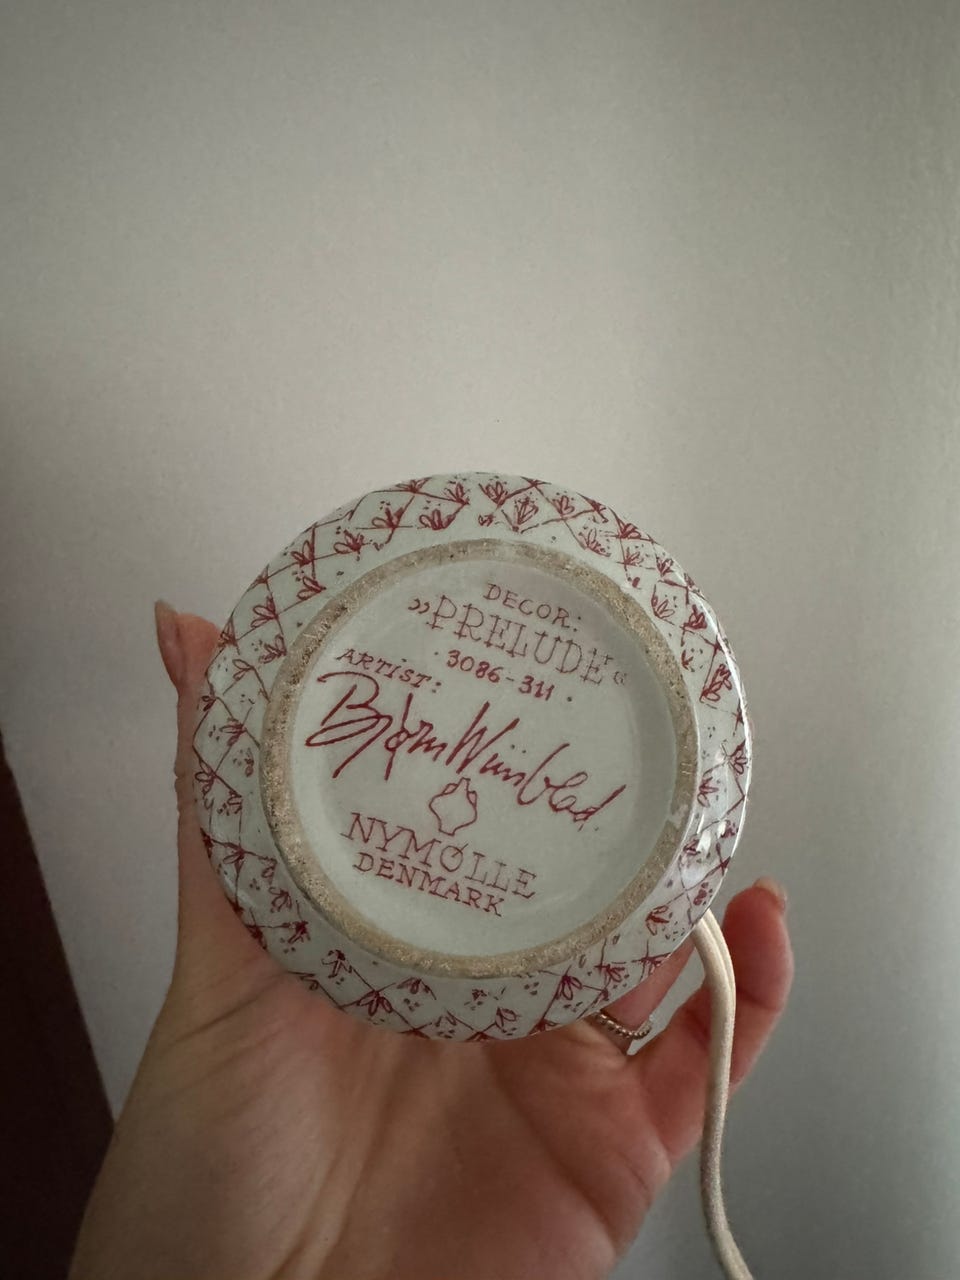 DECOR:
»PRELUDE«
· 3086-311 ·
ARTIST:
Bjørn Wiinblad.
NYMØLLE
DENMARK